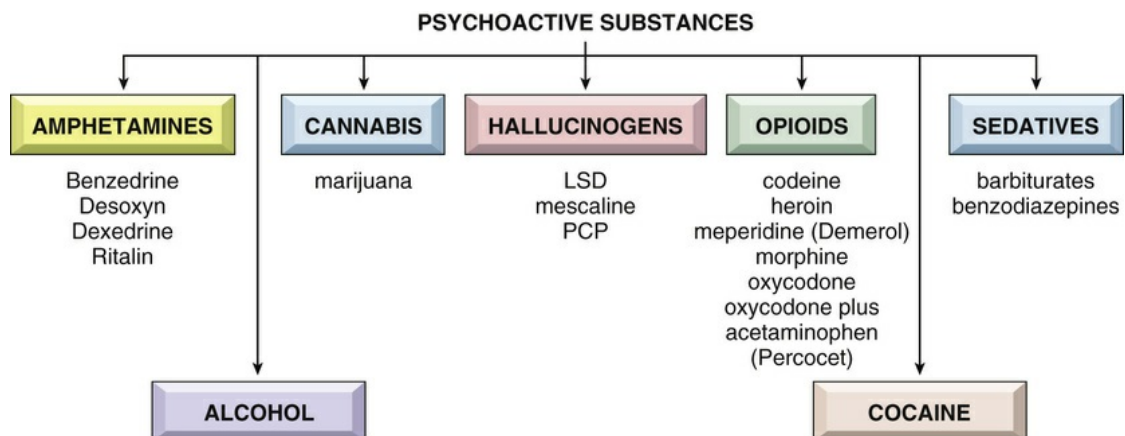 PSYCHOACTIVE SUBSTANCES
AMPHETAMINES
Benzedrine
Desoxyn
Dexedrine
Ritalin
CANNABIS
marijuana
HALLUCINOGENS
LSD
mescaline
PCP
OPIOIDS
codeine
heroin
meperidine (Demerol)
morphine
oxycodone
oxycodone plus
acetaminophen
(Percocet)
SEDATIVES
barbiturates
benzodiazepines
ALCOHOL
COCAINE